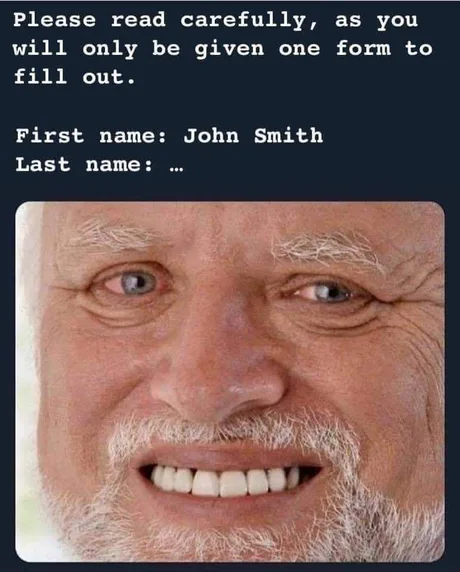 Please read carefully, as you
will only be given one form to
fill out.
First name: John Smith
Last name: …